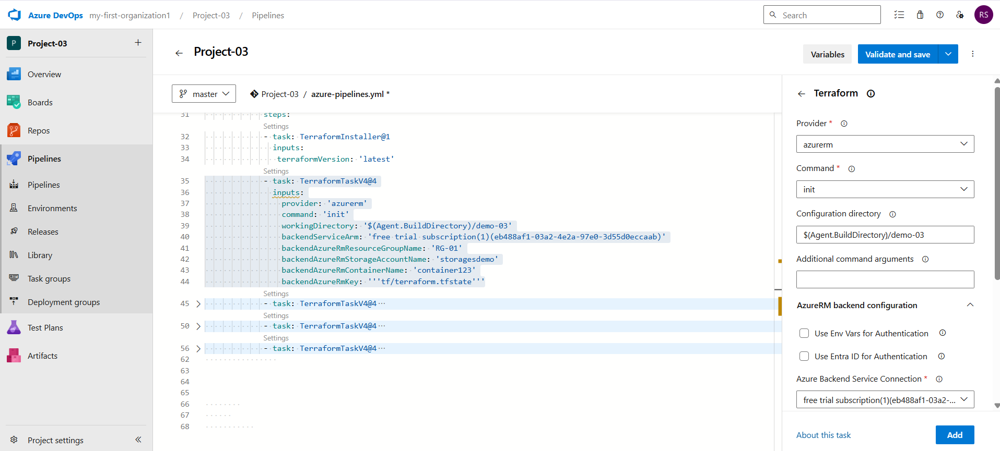 Azure DevOps my-first-organization1 / Project-03 / Pipelines
Search
RS
P Project-03 +
Overview
Boards
Repos
Pipelines
Pipelines
Environments
Releases
Library
Task groups
Deployment groups
Test Plans
Artifacts
Project settings
Project-03
Variables
Validate and save
master
Project-03 / azure-pipelines.yml *
31 steps:
Settings
32 - task: TerraformInstaller@1
33 inputs:
34 terraformVersion: 'latest'
Settings
35 - task: TerraformTaskV4@4
36 inputs:
37 provider: 'azurerm'
38 command: 'init'
39 workingDirectory: '$(Agent.BuildDirectory)/demo-03'
40 backendServiceArm: 'free trial subscription(1)(eb488af1-03a2-4e2a-97e0-3d55d0eccaab)'
41 backendAzureRmResourceGroupName: 'RG-01'
42 backendAzureRmStorageAccountName: 'storagesdemo'
43 backendAzureRmContainerName: 'container123'
44 backendAzureRmKey: '''tf/terraform.tfstate'''
Settings
45 - task: TerraformTaskV4@4···
Settings
50 - task: TerraformTaskV4@4···
Settings
56 - task: TerraformTaskV4@4···
62
63
64
65
66
67
68
Terraform
Provider *
azurerm
Command *
init
Configuration directory
$(Agent.BuildDirectory)/demo-03
Additional command arguments
AzureRM backend configuration
Use Env Vars for Authentication
Use Entra ID for Authentication
Azure Backend Service Connection *
free trial subscription(1)(eb488af1-03a2-...
About this task
Add